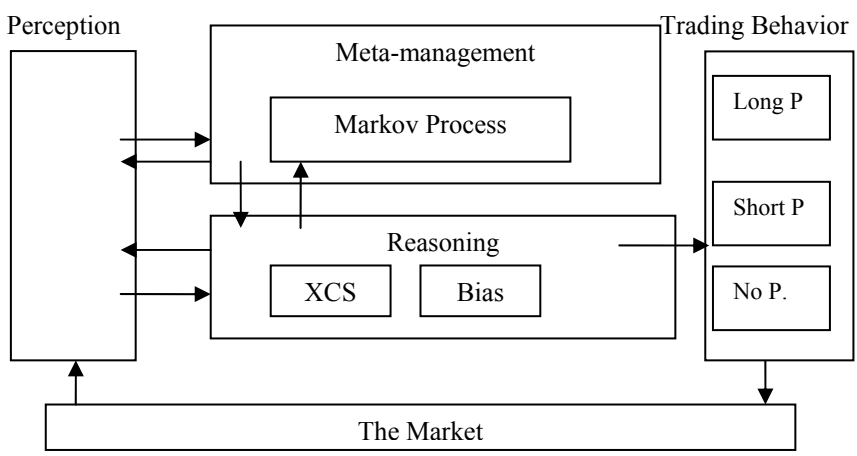 Perception
Meta-management
Markov Process
Trading Behavior
Long P
Short P
No P.
Reasoning
XCS
Bias
The Market